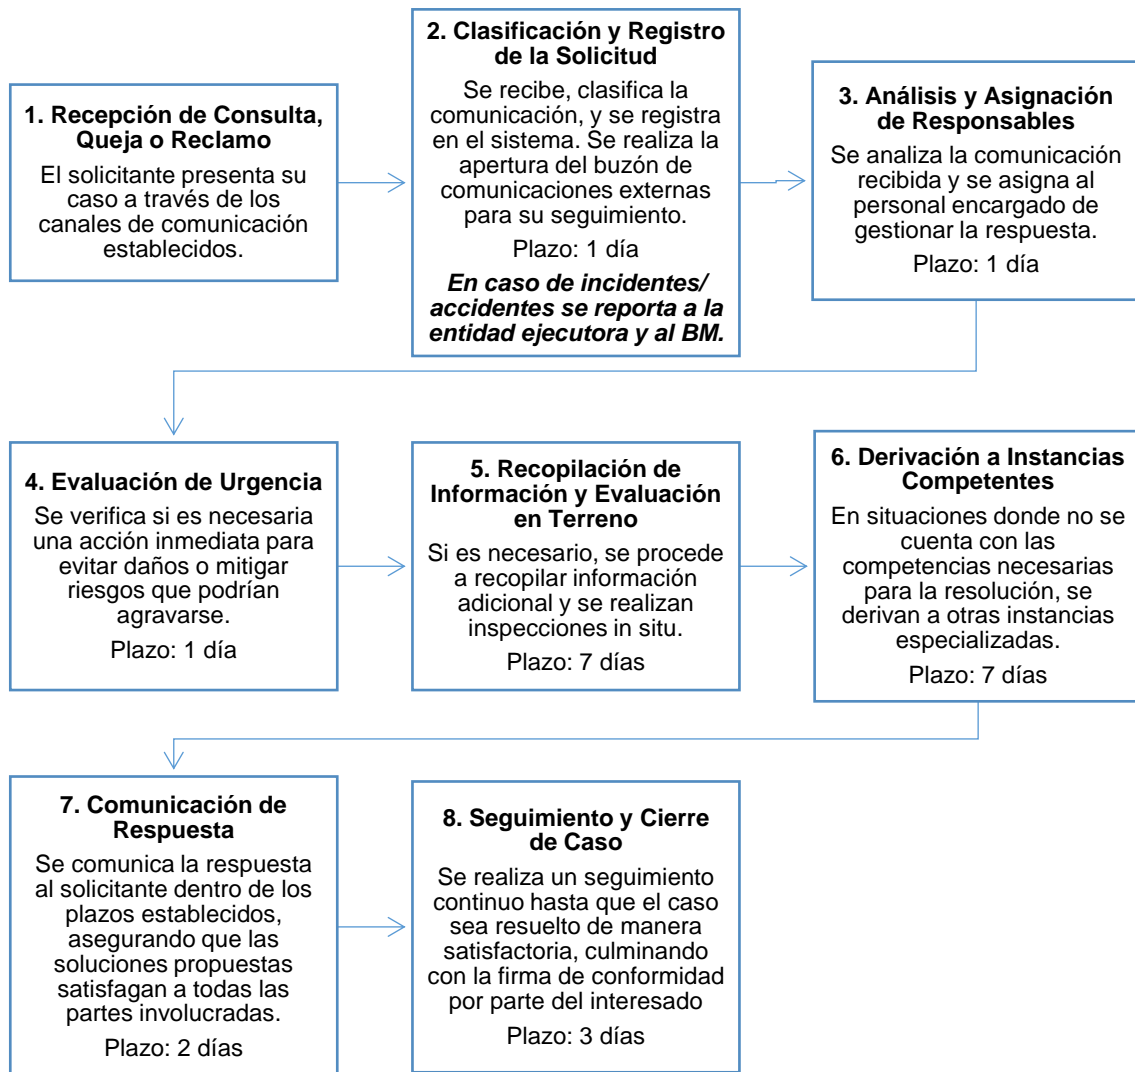 1. Recepción de Consulta,
Queja o Reclamo
El solicitante presenta su
caso a través de los
canales de comunicación
establecidos.
2. Clasificación y Registro
de la Solicitud
Se recibe, clasifica la
comunicación, y se registra
en el sistema. Se realiza la
apertura del buzón de
comunicaciones externas
para su seguimiento.
Plazo: 1 día
En caso de incidentes/
accidentes se reporta a la
entidad ejecutora y al BM.
3. Análisis y Asignación
de Responsables
Se analiza la comunicación
recibida y se asigna al
personal encargado de
gestionar la respuesta.
Plazo: 1 día
4. Evaluación de Urgencia
Se verifica si es necesaria
una acción inmediata para
evitar daños o mitigar
riesgos que podrían
agravarse.
Plazo: 1 día
5. Recopilación de
Información y Evaluación
en Terreno
Si es necesario, se procede
a recopilar información
adicional y se realizan
inspecciones in situ.
Plazo: 7 días
6. Derivación a Instancias
Competentes
En situaciones donde no se
cuenta con las
competencias necesarias
para la resolución, se
derivan a otras instancias
especializadas.
Plazo: 7 días
7. Comunicación de
Respuesta
Se comunica la respuesta
al solicitante dentro de los
plazos establecidos,
asegurando que las
soluciones propuestas
satisfagan a todas las
partes involucradas.
Plazo: 2 días
8. Seguimiento y Cierre
de Caso
Se realiza un seguimiento
continuo hasta que el caso
sea resuelto de manera
satisfactoria, culminando
con la firma de conformidad
por parte del interesado
Plazo: 3 días